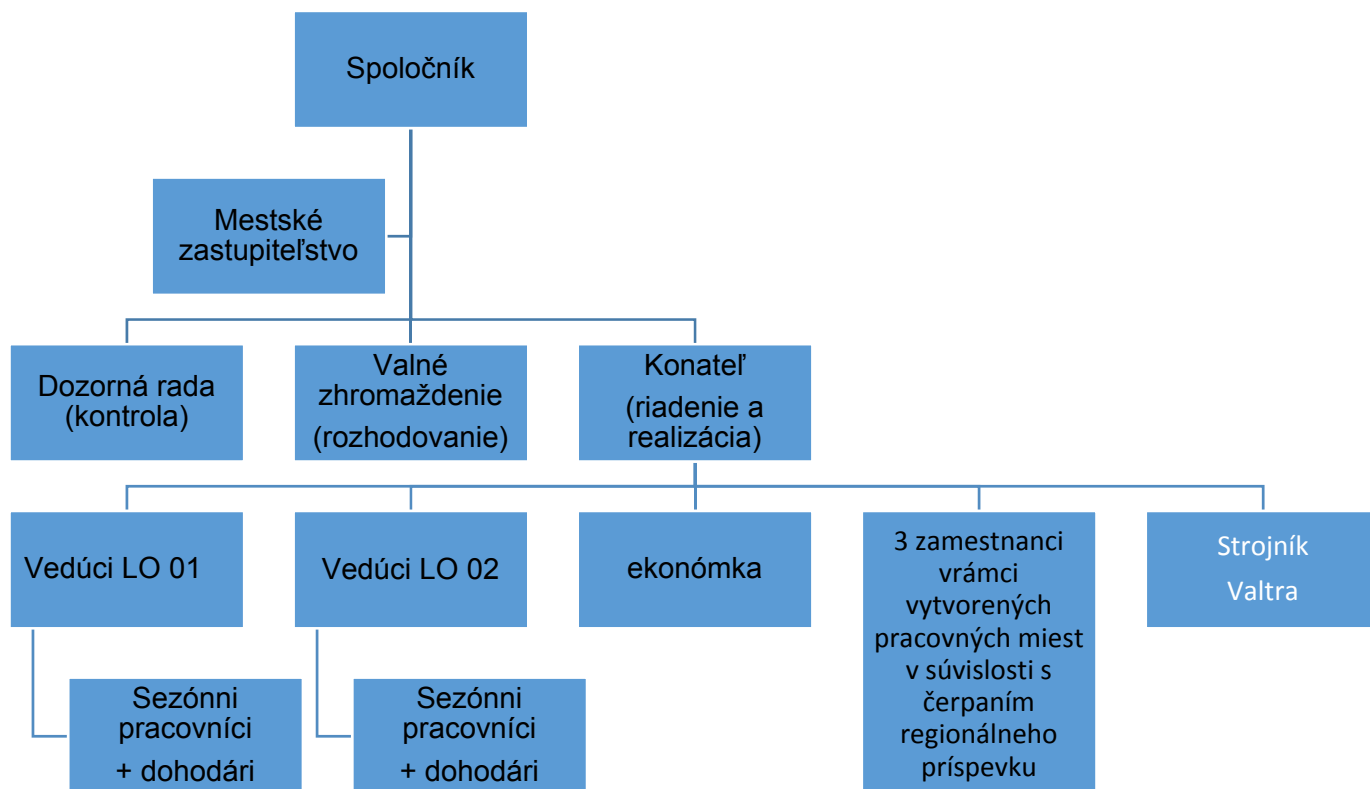 Spoločník
Mestské
zastupiteľstvo
Dozorná rada
(kontrola)
Valné
zhromaždenie
(rozhodovanie)
Konateľ
(riadenie a
realizácia)
Vedúci LO 01
Vedúci LO 02
ekonómka
3 zamestnanci
vrámci
vytvorených
pracovných miest
v súvislosti s
čerpaním
regionálneho
príspevku
Strojník
Valtra
Sezónni
pracovníci
+ dohodári
Sezónni
pracovníci
+ dohodári